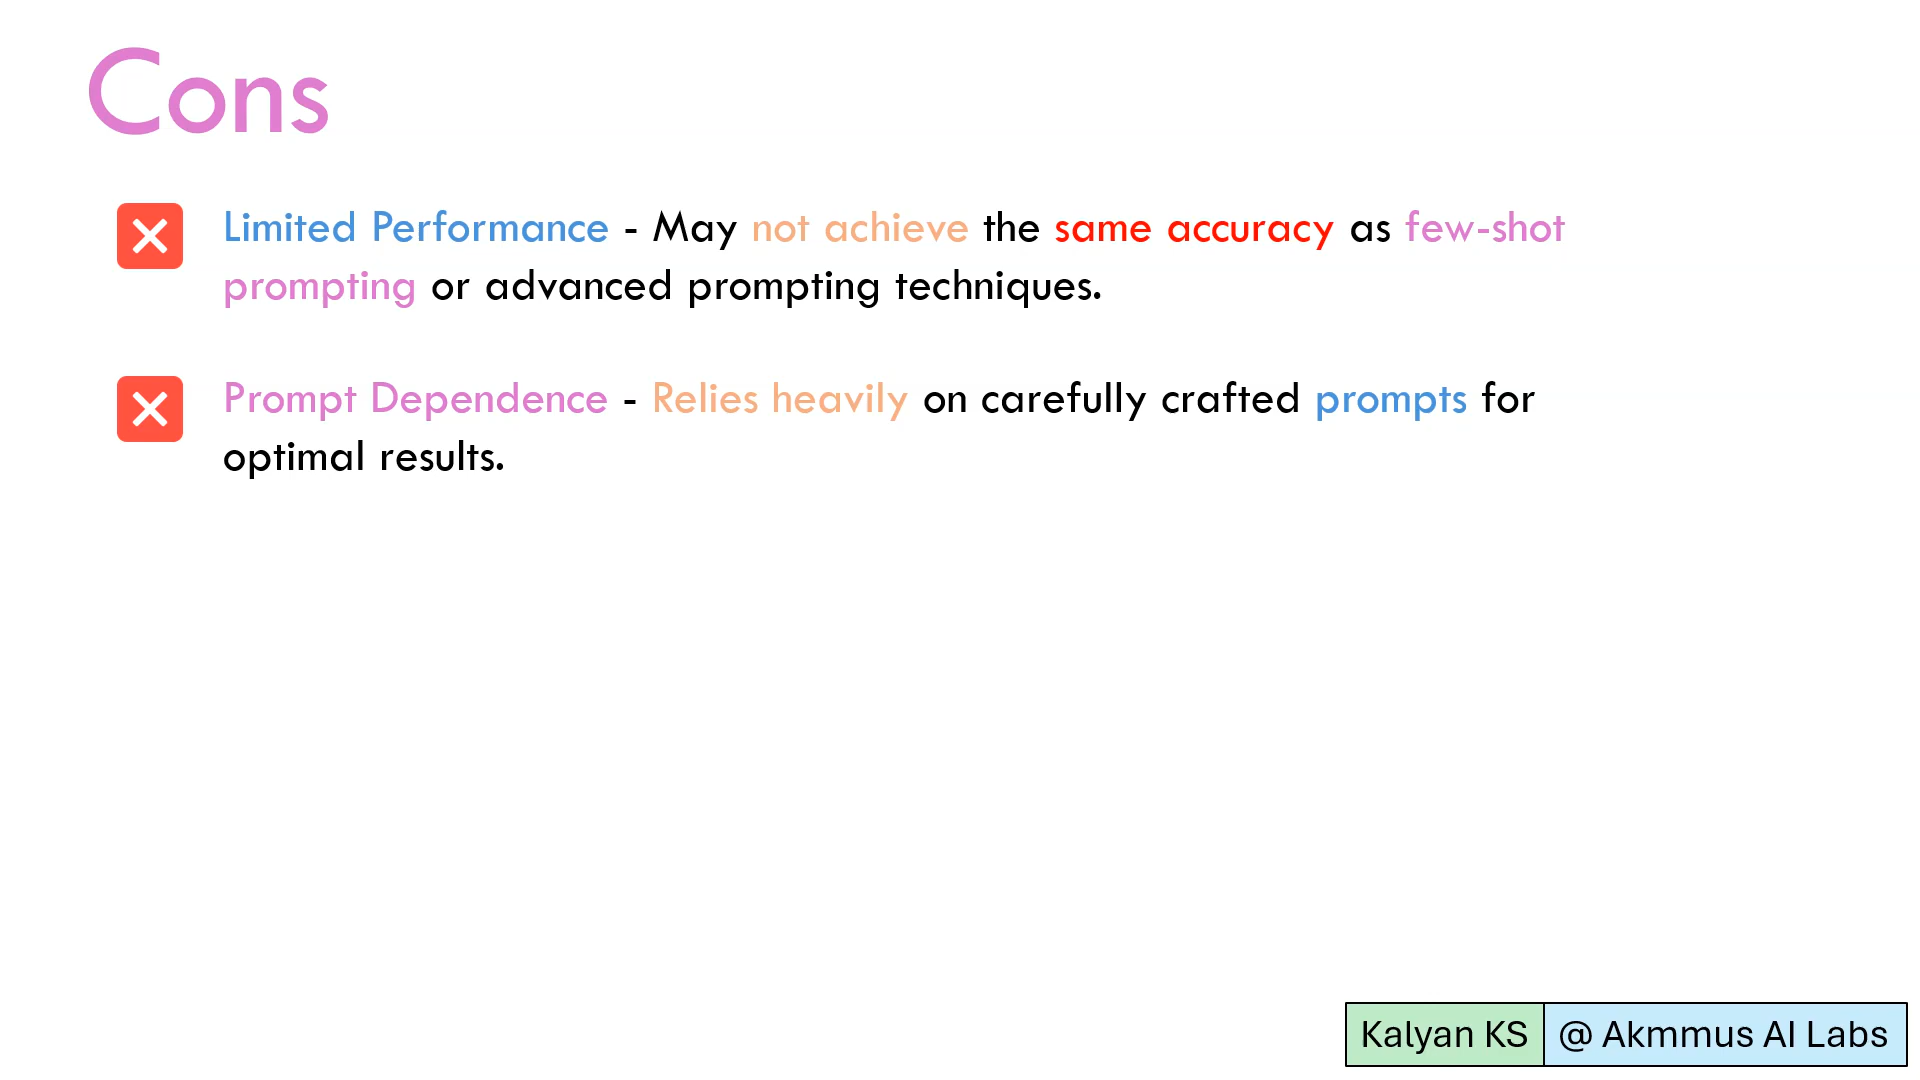 Cons
Limited Performance - May not achieve the same accuracy as few-shot
prompting or advanced prompting techniques.
Prompt Dependence - Relies heavily on carefully crafted prompts for
optimal results.
Kalyan KS @ Akmmus AI Labs